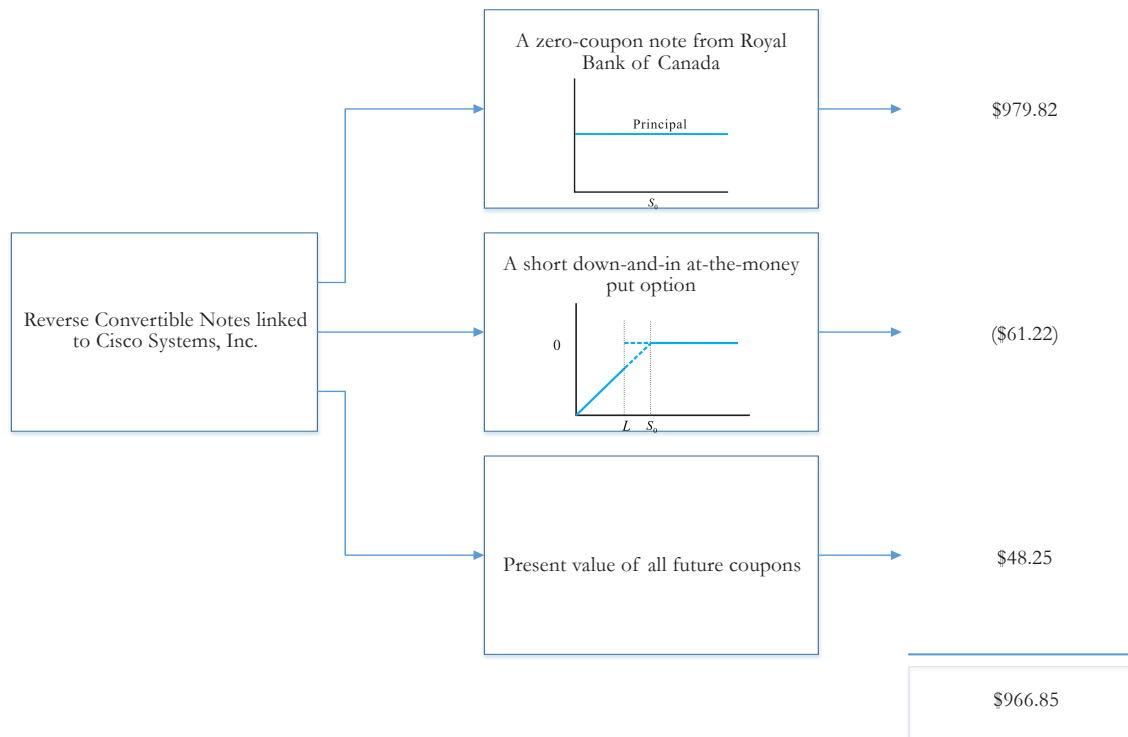 A zero-coupon note from Royal
Bank of Canada
Principal
S₀
$979.82
Reverse Convertible Notes linked
to Cisco Systems, Inc.
A short down-and-in at-the-money
put option
0
L S₀
($61.22)
Present value of all future coupons
$48.25
$966.85